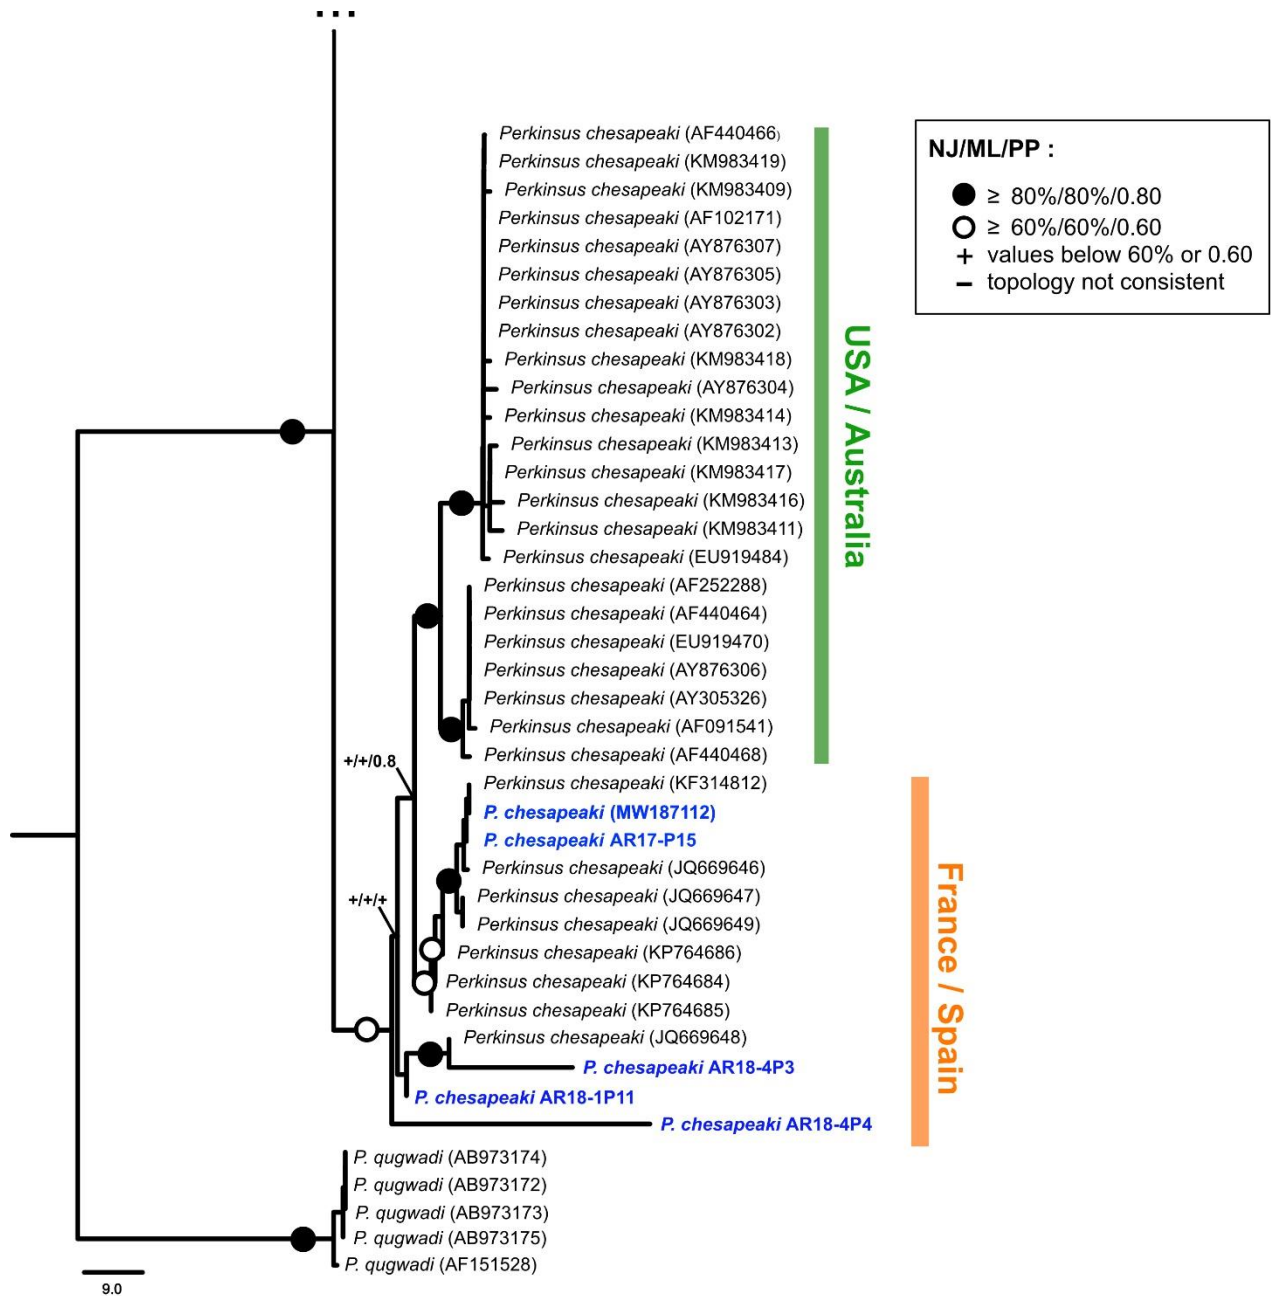 ...
Perkinsus chesapeaki (AF440466)
Perkinsus chesapeaki (KM983419)
Perkinsus chesapeaki (KM983409)
Perkinsus chesapeaki (AF102171)
Perkinsus chesapeaki (AY876307)
Perkinsus chesapeaki (AY876305)
Perkinsus chesapeaki (AY876303)
Perkinsus chesapeaki (AY876302)
Perkinsus chesapeaki (KM983418)
Perkinsus chesapeaki (AY876304)
Perkinsus chesapeaki (KM983414)
Perkinsus chesapeaki (KM983413)
Perkinsus chesapeaki (KM983417)
Perkinsus chesapeaki (KM983416)
Perkinsus chesapeaki (KM983411)
Perkinsus chesapeaki (EU919484)
Perkinsus chesapeaki (AF252288)
Perkinsus chesapeaki (AF440464)
Perkinsus chesapeaki (EU919470)
Perkinsus chesapeaki (AY876306)
Perkinsus chesapeaki (AY305326)
Perkinsus chesapeaki (AF091541)
Perkinsus chesapeaki (AF440468)
USA / Australia
+/+/0.8
Perkinsus chesapeaki (KF314812)
P. chesapeaki (MW187112)
P. chesapeaki AR17-P15
Perkinsus chesapeaki (JQ669646)
+/+/+
Perkinsus chesapeaki (JQ669647)
Perkinsus chesapeaki (JQ669649)
Perkinsus chesapeaki (KP764686)
Perkinsus chesapeaki (KP764684)
Perkinsus chesapeaki (KP764685)
Perkinsus chesapeaki (JQ669648)
P. chesapeaki AR18-4P3
P. chesapeaki AR18-1P11
P. chesapeaki AR18-4P4
France / Spain
P. qugwadi (AB973174)
P. qugwadi (AB973172)
P. qugwadi (AB973173)
P. qugwadi (AB973175)
P. qugwadi (AF151528)
9.0
NJ/ML/PP :
≥ 80%/80%/0.80
≥ 60%/60%/0.60
+ values below 60% or 0.60
– topology not consistent